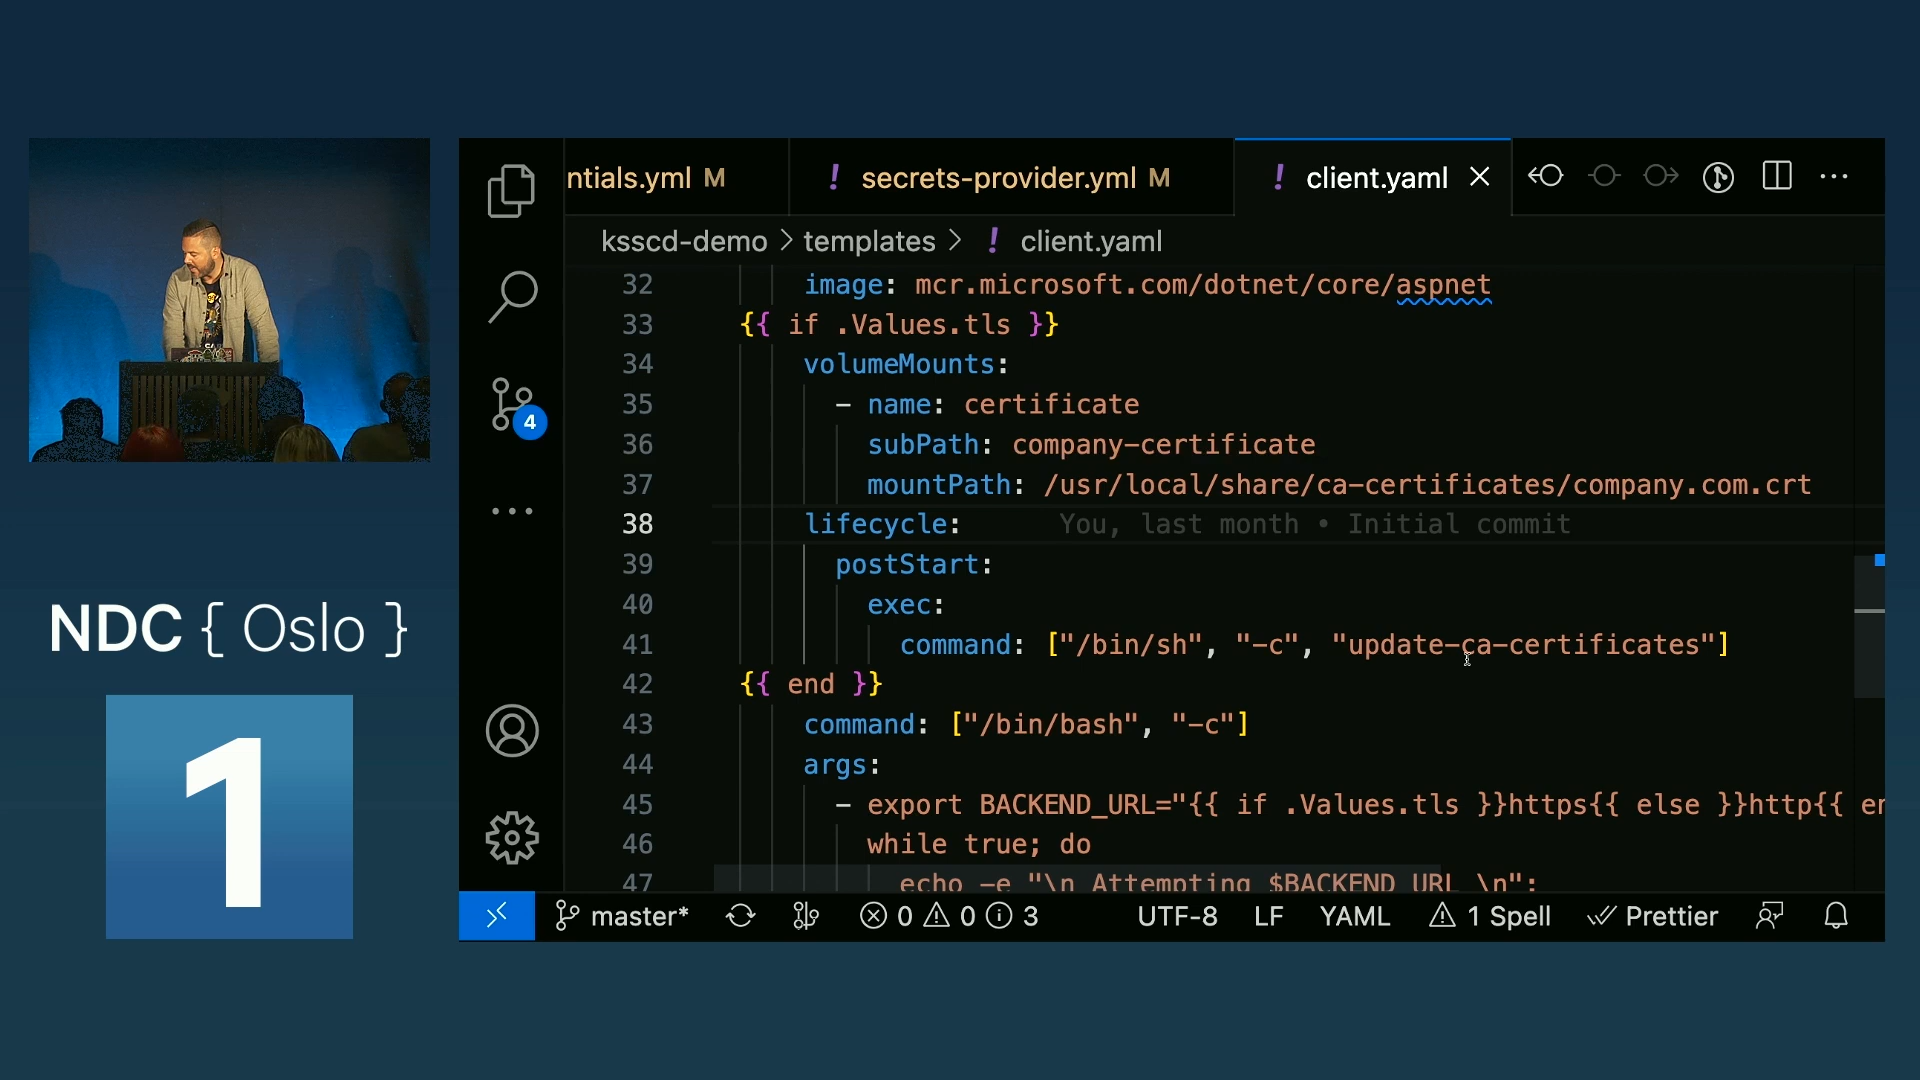 ntials.yml M
! secrets-provider.yml M
! client.yaml
ksscd-demo > templates > ! client.yaml
32 image: mcr.microsoft.com/dotnet/core/aspnet
33 {{ if .Values.tls }}
34 volumeMounts:
35 - name: certificate
36 subPath: company-certificate
37 mountPath: /usr/local/share/ca-certificates/company.com.crt
38 lifecycle: You, last month • Initial commit
39 postStart:
40 exec:
41 command: ["/bin/sh", "-c", "update-ca-certificates"]
42 {{ end }}
43 command: ["/bin/bash", "-c"]
44 args:
45 - export BACKEND_URL="{{ if .Values.tls }}https{{ else }}http{{ en
46 while true; do
47 echo -e "\n Attempting $BACKEND_URL \n";
4
master* 0 0 3 UTF-8 LF YAML 1 Spell Prettier
NDC { Oslo }
1